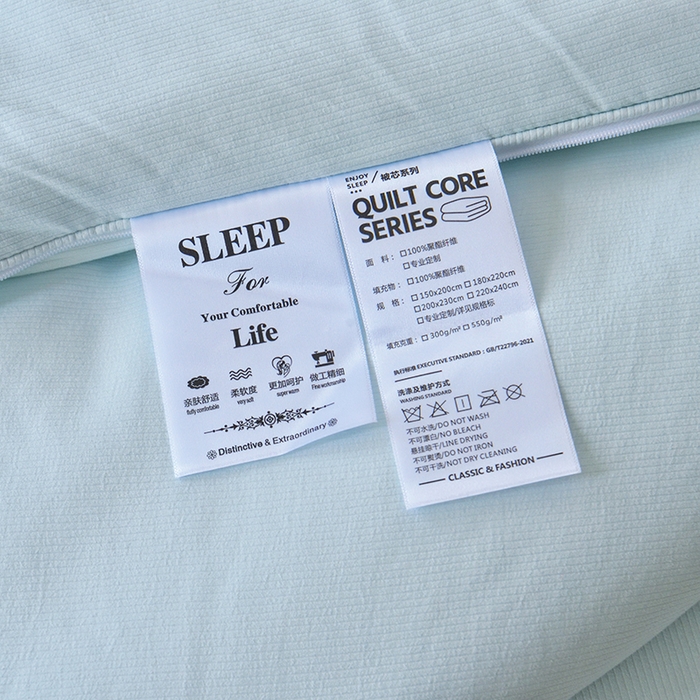 SLEEP
For
Your Comfortable
Life
亲肤舒适 柔软度 更加呵护 做工精细
fully comfortable very soft super warm Fine workmanship
Distinctive & Extraordinary
ENJOY
SLEEP / 被芯系列
QUILT CORE
SERIES
面 料： □100%聚酯纤维
□专业定制
填充物： □100%聚酯纤维
规 格： □150x200cm □180x220cm
□200x230cm □220x240cm
□专业定制/详见规格标
填充克重： □300g/m² □550g/m²
执行标准 EXECUTIVE STANDARD：GB/T22796-2021
洗涤及维护方式
WASHING STANDARD
不可水洗/DO NOT WASH
不可漂白/NO BLEACH
悬挂晾干/LINE DRYING
不可熨烫/DO NOT IRON
不可干洗/NOT DRY CLEANING
CLASSIC & FASHION